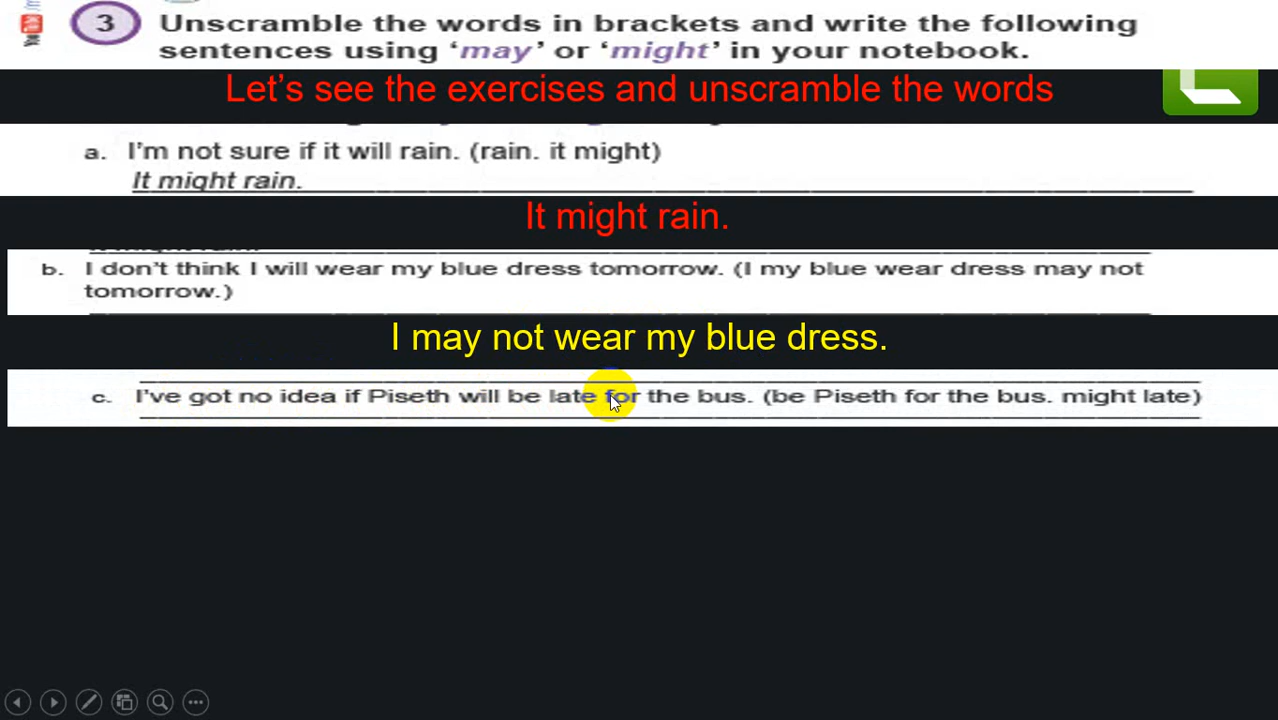 3 Unscramble the words in brackets and write the following
sentences using ‘may’ or ‘might’ in your notebook.
Let’s see the exercises and unscramble the words
a. I’m not sure if it will rain. (rain. it might)
It might rain.
It might rain.
b. I don’t think I will wear my blue dress tomorrow. (I my blue wear dress may not
tomorrow.)
I may not wear my blue dress.
c. I’ve got no idea if Piseth will be late for the bus. (be Piseth for the bus. might late)